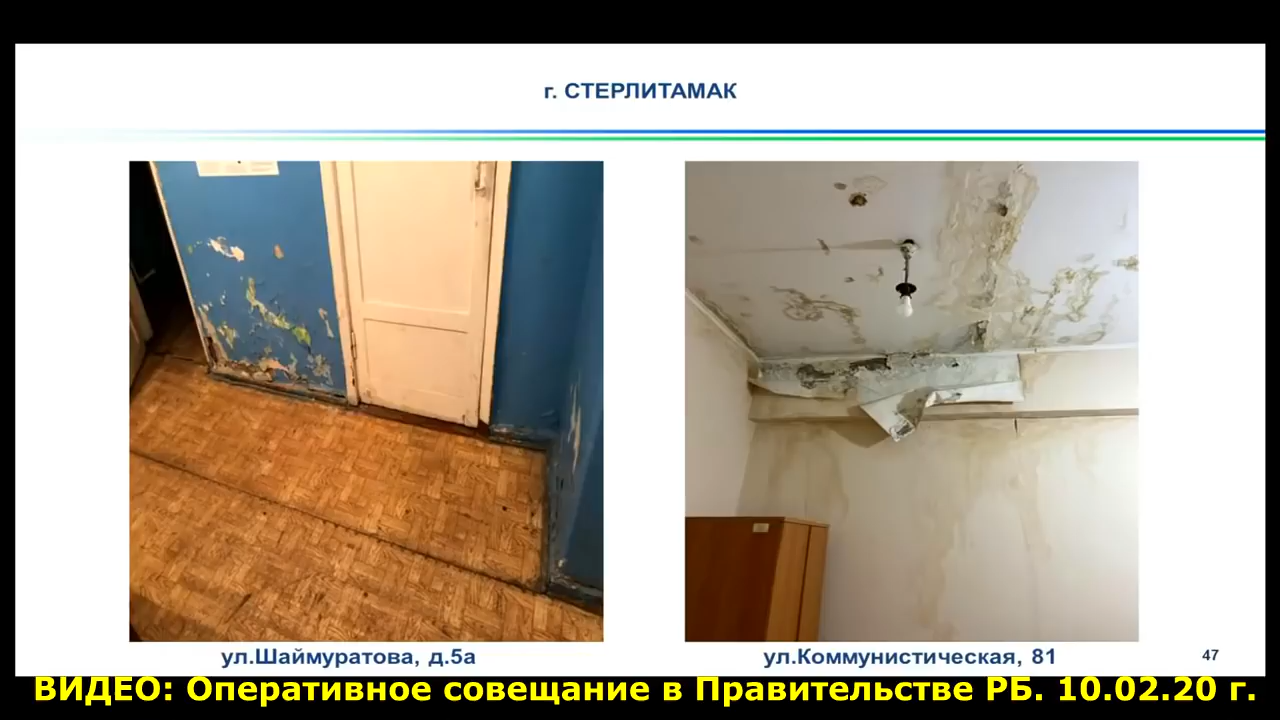 г. СТЕРЛИТАМАК
ул.Шаймуратова, д.5а
ул.Коммунистическая, 81
47
ВИДЕО: Оперативное совещание в Правительстве РБ. 10.02.20 г.